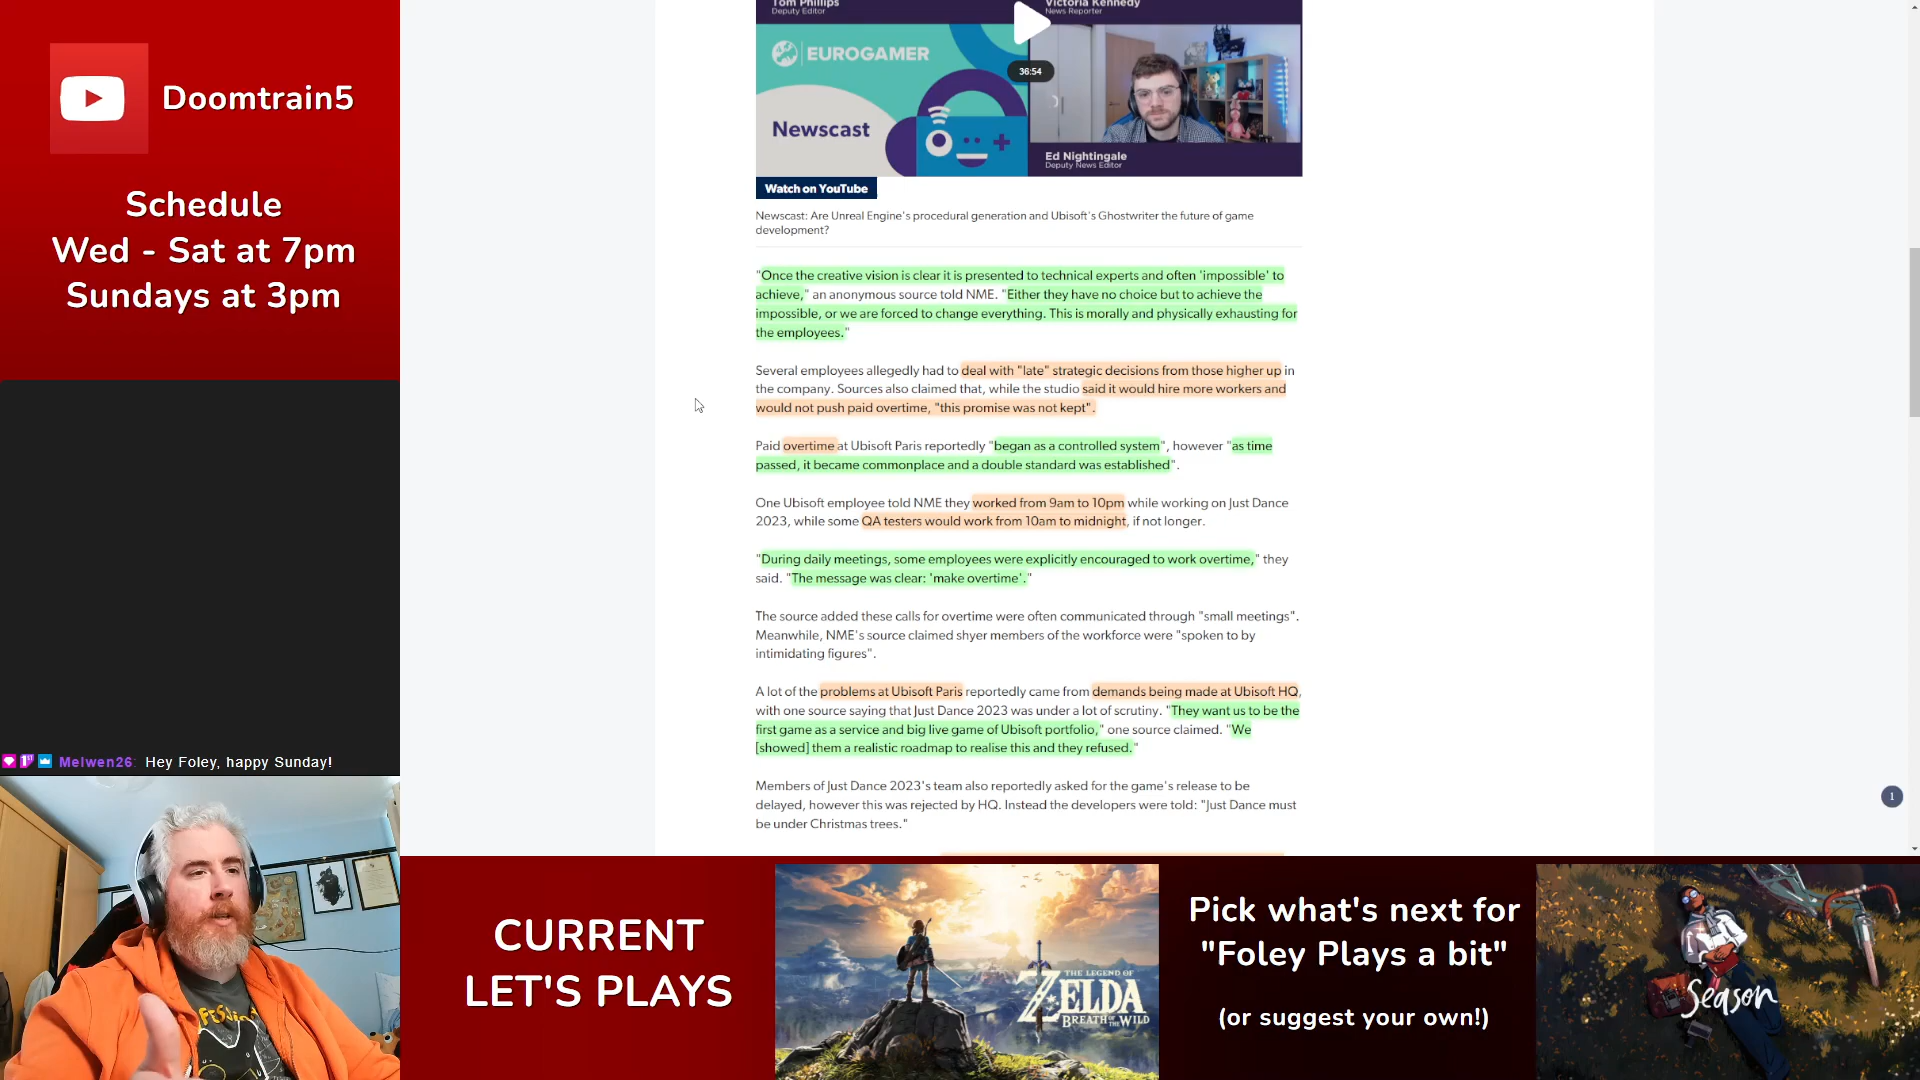 Doomtrain5
Schedule
Wed - Sat at 7pm
Sundays at 3pm
Melwen26: Hey Foley, happy Sunday!
Tom Phillips
Deputy Editor
Victoria Kennedy
News Reporter
EUROGAMER
36:54
Newscast
Ed Nightingale
Deputy News Editor
Watch on YouTube
Newscast: Are Unreal Engine's procedural generation and Ubisoft's Ghostwriter the future of game
development?
"Once the creative vision is clear it is presented to technical experts and often 'impossible' to
achieve," an anonymous source told NME. "Either they have no choice but to achieve the
impossible, or we are forced to change everything. This is morally and physically exhausting for
the employees."
Several employees allegedly had to deal with "late" strategic decisions from those higher up in
the company. Sources also claimed that, while the studio said it would hire more workers and
would not push paid overtime, "this promise was not kept".
Paid overtime at Ubisoft Paris reportedly "began as a controlled system", however "as time
passed, it became commonplace and a double standard was established".
One Ubisoft employee told NME they worked from 9am to 10pm while working on Just Dance
2023, while some QA testers would work from 10am to midnight, if not longer.
"During daily meetings, some employees were explicitly encouraged to work overtime," they
said. "The message was clear: 'make overtime'."
The source added these calls for overtime were often communicated through "small meetings".
Meanwhile, NME's source claimed shyer members of the workforce were "spoken to by
intimidating figures".
A lot of the problems at Ubisoft Paris reportedly came from demands being made at Ubisoft HQ,
with one source saying that Just Dance 2023 was under a lot of scrutiny. "They want us to be the
first game as a service and big live game of Ubisoft portfolio," one source claimed. "We
[showed] them a realistic roadmap to realise this and they refused."
Members of Just Dance 2023's team also reportedly asked for the game's release to be
delayed, however this was rejected by HQ. Instead the developers were told: "Just Dance must
be under Christmas trees."
1
CURRENT
LET'S PLAYS
THE LEGEND OF
ZELDA
BREATH OF THE WILD
Pick what's next for
"Foley Plays a bit"
(or suggest your own!)
Season